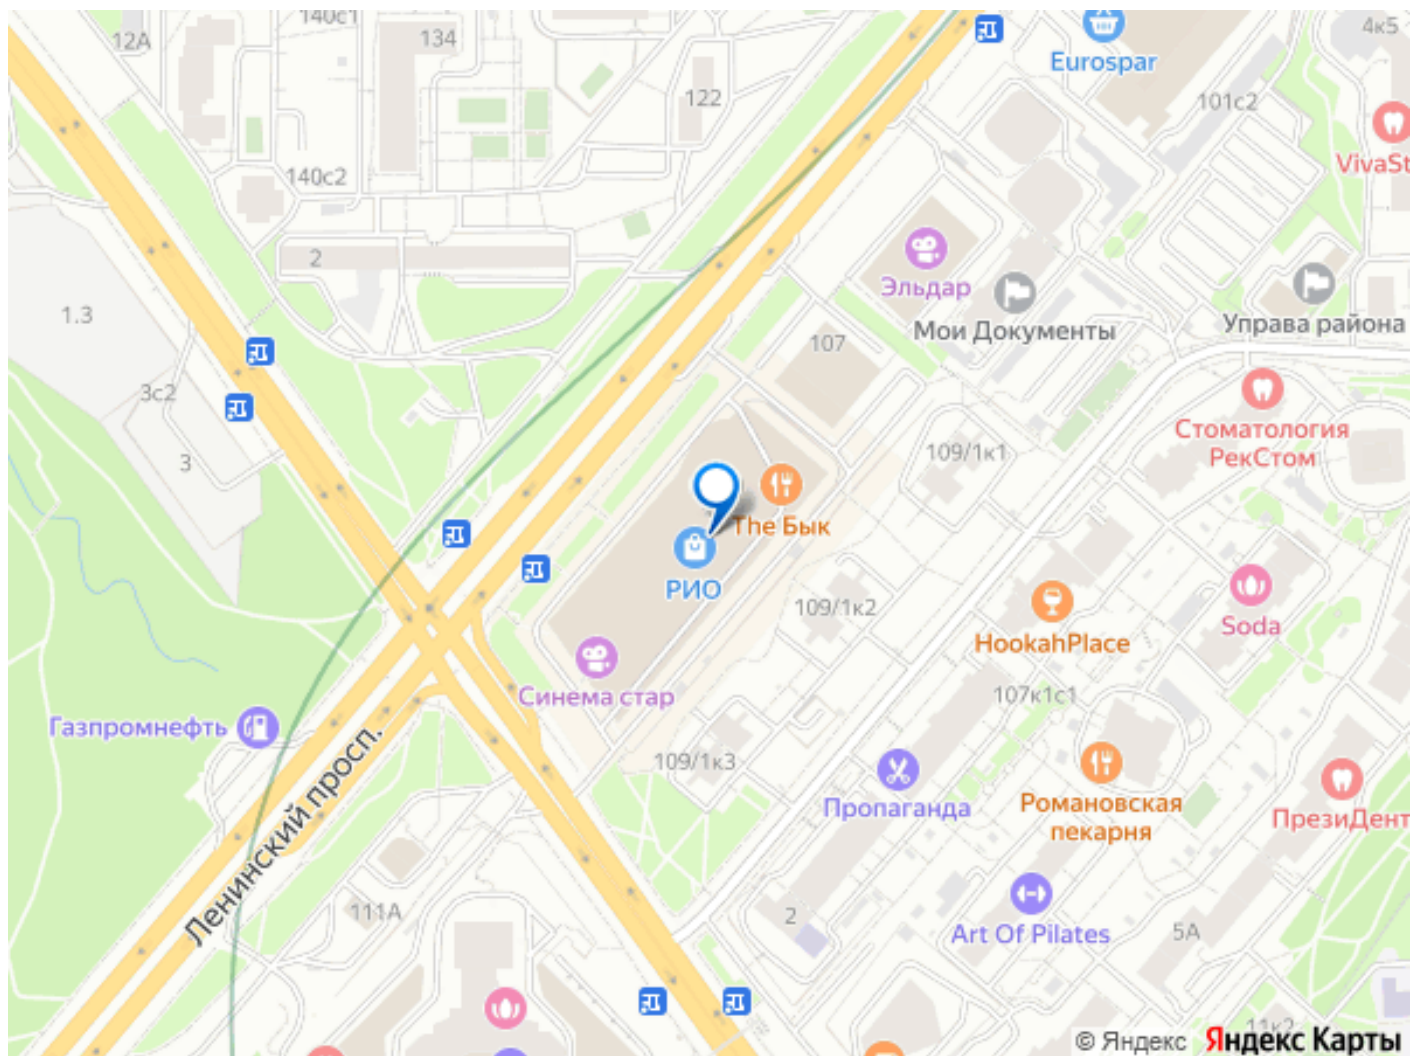 140с1
12А
134
Eurospar
4к5
122
101с2
VivaSt
140с2
2
Эльдар
1.3
Мои Документы
Управа района
107
3с2
3
109/1к1
Стоматология
РекСтом
The Бык
РИО
109/1к2
Soda
HookahPlace
Синема стар
107к1с1
Газпромнефть
Ленинский просп.
109/1к3
Пропаганда
Романовская
пекарня
ПрезиДент
111А
2
Art Of Pilates
5А
11к2
© Яндекс Яндекс Карты